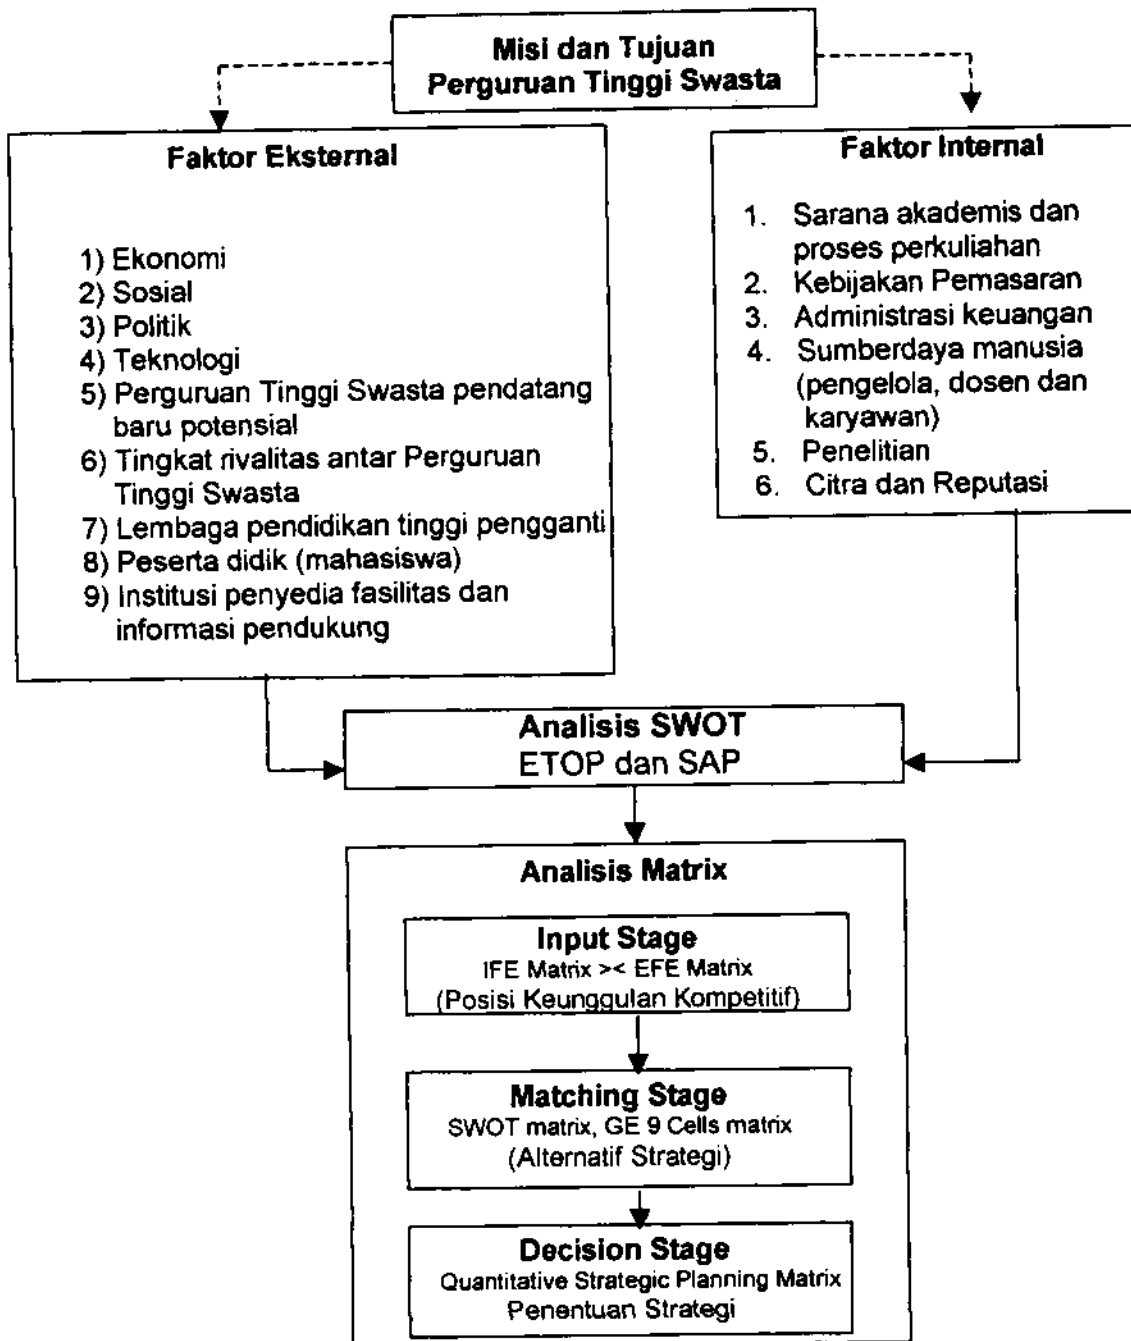 Misi dan Tujuan
Perguruan Tinggi Swasta
Faktor Eksternal
1) Ekonomi
2) Sosial
3) Politik
4) Teknologi
5) Perguruan Tinggi Swasta pendatang
baru potensial
6) Tingkat rivalitas antar Perguruan
Tinggi Swasta
7) Lembaga pendidikan tinggi pengganti
8) Peserta didik (mahasiswa)
9) Institusi penyedia fasilitas dan
informasi pendukung
Faktor Internal
1. Sarana akademis dan
proses perkuliahan
2. Kebijakan Pemasaran
3. Administrasi keuangan
4. Sumberdaya manusia
(pengelola, dosen dan
karyawan)
5. Penelitian
6. Citra dan Reputasi
Analisis SWOT
ETOP dan SAP
Analisis Matrix
Input Stage
IFE Matrix >< EFE Matrix
(Posisi Keunggulan Kompetitif)
Matching Stage
SWOT matrix, GE 9 Cells matrix
(Alternatif Strategi)
Decision Stage
Quantitative Strategic Planning Matrix
Penentuan Strategi